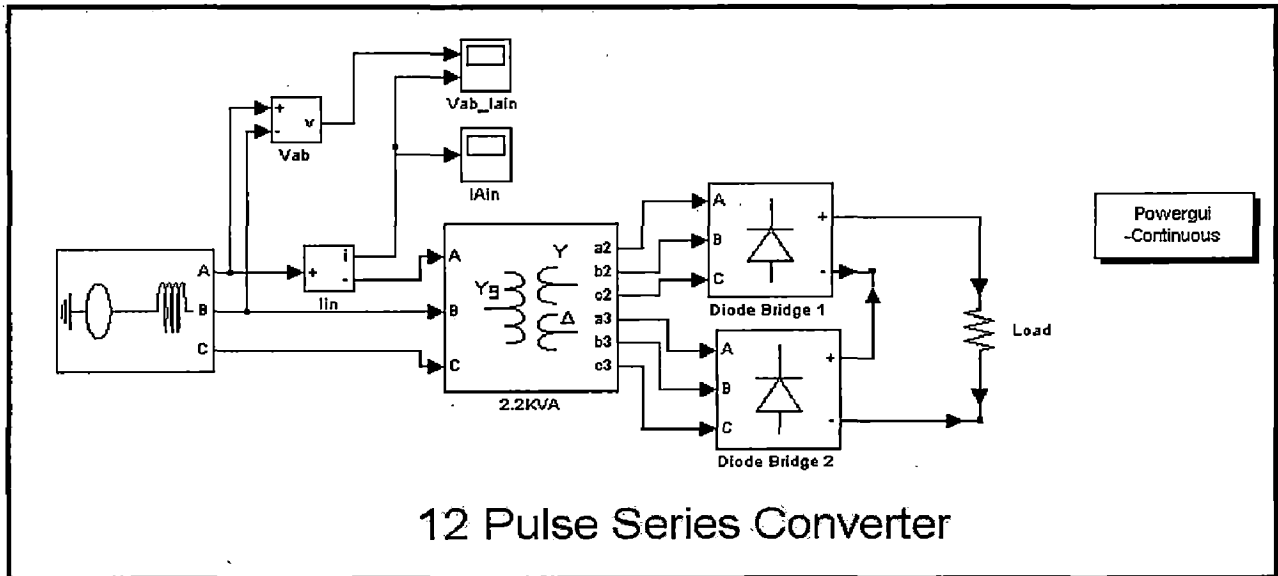 Vab_Iain
+
-
v
Vab
IAin
A
B
C
+
i
-
Iin
A
B
C
Yg
Y
Δ
a2
b2
c2
a3
b3
c3
2.2KVA
A
B
C
+
-
Diode Bridge 1
A
B
C
+
-
Diode Bridge 2
Load
Powergui
-Continuous
12 Pulse Series Converter